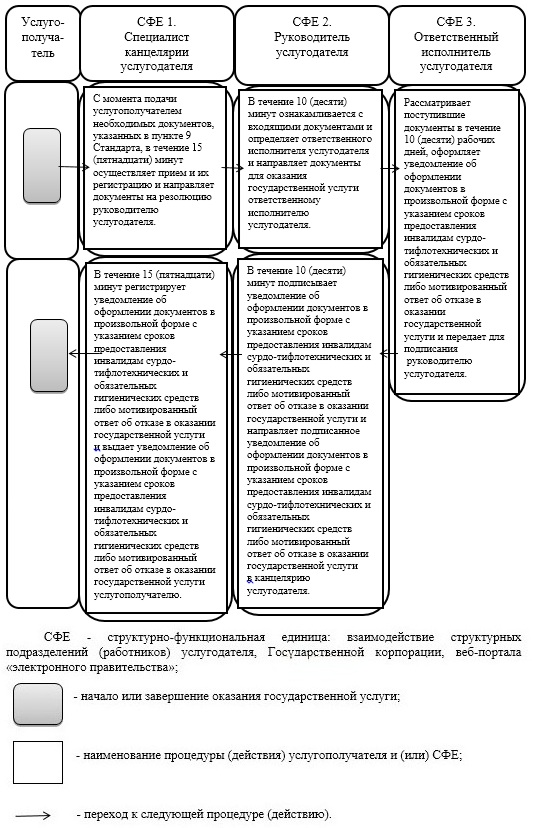 Услуго-
получа-
тель
СФЕ 1.
Специалист
канцелярии
услугодателя
СФЕ 2.
Руководитель
услугодателя
СФЕ 3.
Ответственный
исполнитель
услугодателя
С момента подачи
услугополучателем
необходимых документов,
указанных в пункте 9
Стандарта, в течение 15
(пятнадцати) минут
осуществляет прием и их
регистрацию и направляет
документы на резолюцию
руководителю
услугодателя.
В течение 10 (десяти)
минут ознакамливается с
входящими документами и
определяет ответственного
исполнителя услугодателя
и направляет документы
для оказания
государственной услуги
ответственному
исполнителю
услугодателя.
Рассматривает
поступившие
документы в течение
10 (десяти) рабочих
дней, оформляет
уведомление об
оформлении
документов в
произвольной форме с
указанием сроков
предоставления
инвалидам сурдо-
тифлотехнических и
обязательных
гигиенических средств
либо мотивированный
ответ об отказе в
оказании
государственной
услуги и передает для
подписания
руководителю
услугодателя.
В течение 15 (пятнадцати)
минут регистрирует
уведомление об
оформлении документов в
произвольной форме с
указанием сроков
предоставления
инвалидам сурдо-
тифлотехнических и
обязательных
гигиенических средств
либо мотивированный
ответ об отказе в оказании
государственной услуги
и выдает уведомление об
оформлении документов в
произвольной форме с
указанием сроков
предоставления
инвалидам сурдо-
тифлотехнических и
обязательных
гигиенических средств
либо мотивированный
ответ об отказе в оказании
государственной услуги
услугополучателю.
В течение 10 (десяти)
минут подписывает
уведомление об
оформлении документов в
произвольной форме с
указанием сроков
предоставления инвалидам
сурдо-тифлотехнических и
обязательных
гигиенических средств
либо мотивированный
ответ об отказе в оказании
государственной услуги и
направляет подписанное
уведомление об
оформлении документов в
произвольной форме с
указанием сроков
предоставления инвалидам
сурдо-тифлотехнических и
обязательных
гигиенических средств
либо мотивированный
ответ об отказе в оказании
государственной услуги
в канцелярию
услугодателя.
СФЕ - структурно-функциональная единица: взаимодействие структурных
подразделений (работников) услугодателя, Государственной корпорации, веб-портала
«электронного правительства»;
- начало или завершение оказания государственной услуги;
- наименование процедуры (действия) услугополучателя и (или) СФЕ;
- переход к следующей процедуре (действию).